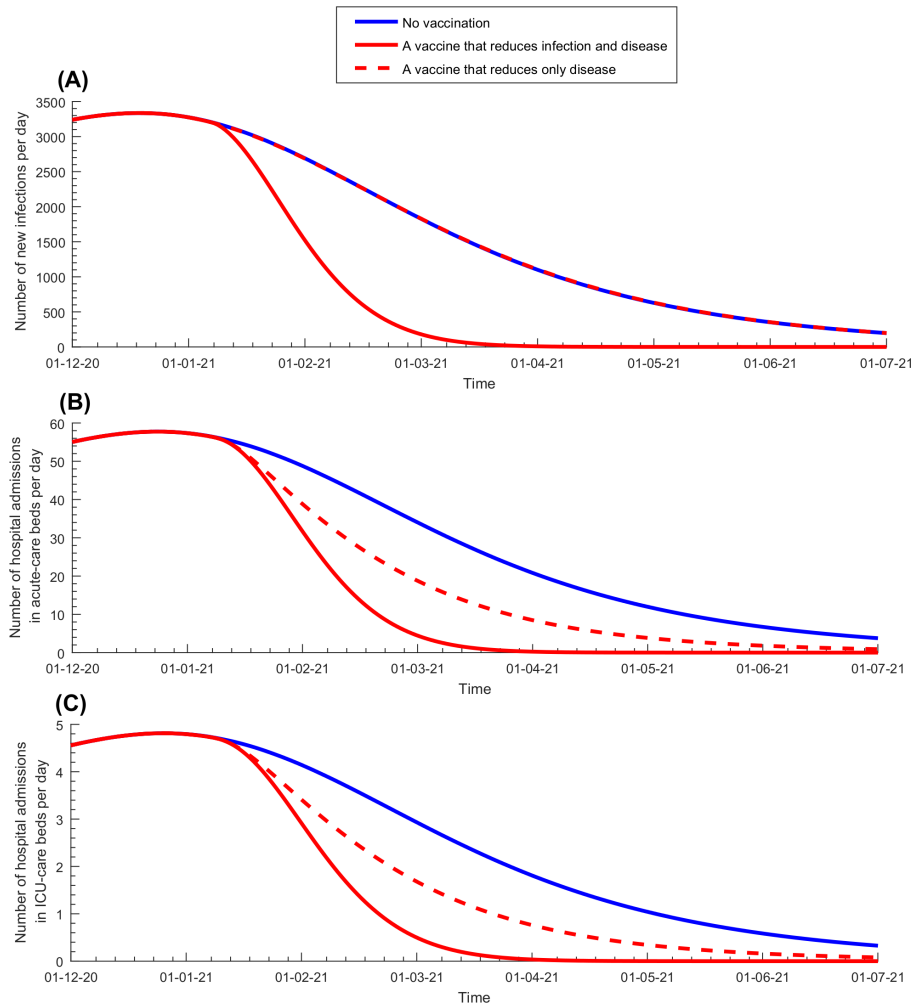 No vaccination
A vaccine that reduces infection and disease
A vaccine that reduces only disease
(A)
Number of new infections per day
3500
3000
2500
2000
1500
1000
500
0
01-12-20 01-01-21 01-02-21 01-03-21 01-04-21 01-05-21 01-06-21 01-07-21
Time
(B)
Number of hospital admissions
in acute-care beds per day
60
50
40
30
20
10
0
01-12-20 01-01-21 01-02-21 01-03-21 01-04-21 01-05-21 01-06-21 01-07-21
Time
(C)
Number of hospital admissions
in ICU-care beds per day
5
4
3
2
1
0
01-12-20 01-01-21 01-02-21 01-03-21 01-04-21 01-05-21 01-06-21 01-07-21
Time